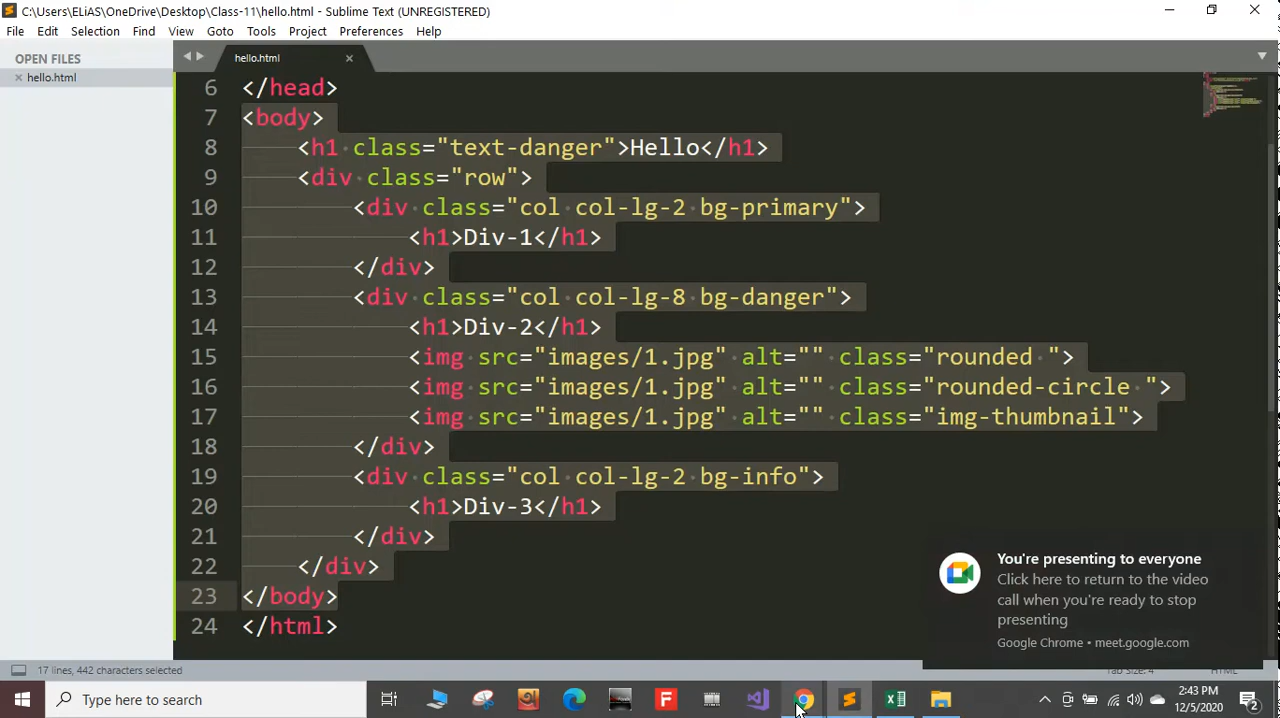 C:\Users\ELiAS\OneDrive\Desktop\Class-11\hello.html - Sublime Text (UNREGISTERED)
File Edit Selection View Goto Tools Project Preferences Help
OPEN FILES
hello.html
hello.html
6 </head>
7 <body>
8 <h1 class="text-danger">Hello</h1>
9 <div class="row">
10 <div class="col col-lg-2 bg-primary">
11 <h1>Div-1</h1>
12 </div>
13 <div class="col col-lg-8 bg-danger">
14 <h1>Div-2</h1>
15 <img src="images/1.jpg" alt="" class="rounded ">
16 <img src="images/1.jpg" alt="" class="rounded-circle ">
17 <img src="images/1.jpg" alt="" class="img-thumbnail">
18 </div>
19 <div class="col col-lg-2 bg-info">
20 <h1>Div-3</h1>
21 </div>
22 </div>
23 </body>
24 </html>
You're presenting to everyone
Click here to return to the video
call when you're ready to stop
presenting
Google Chrome • meet.google.com
17 lines, 442 characters selected
Tab Size: 4 HTML
Type here to search
F
2:43 PM
12/5/2020
2